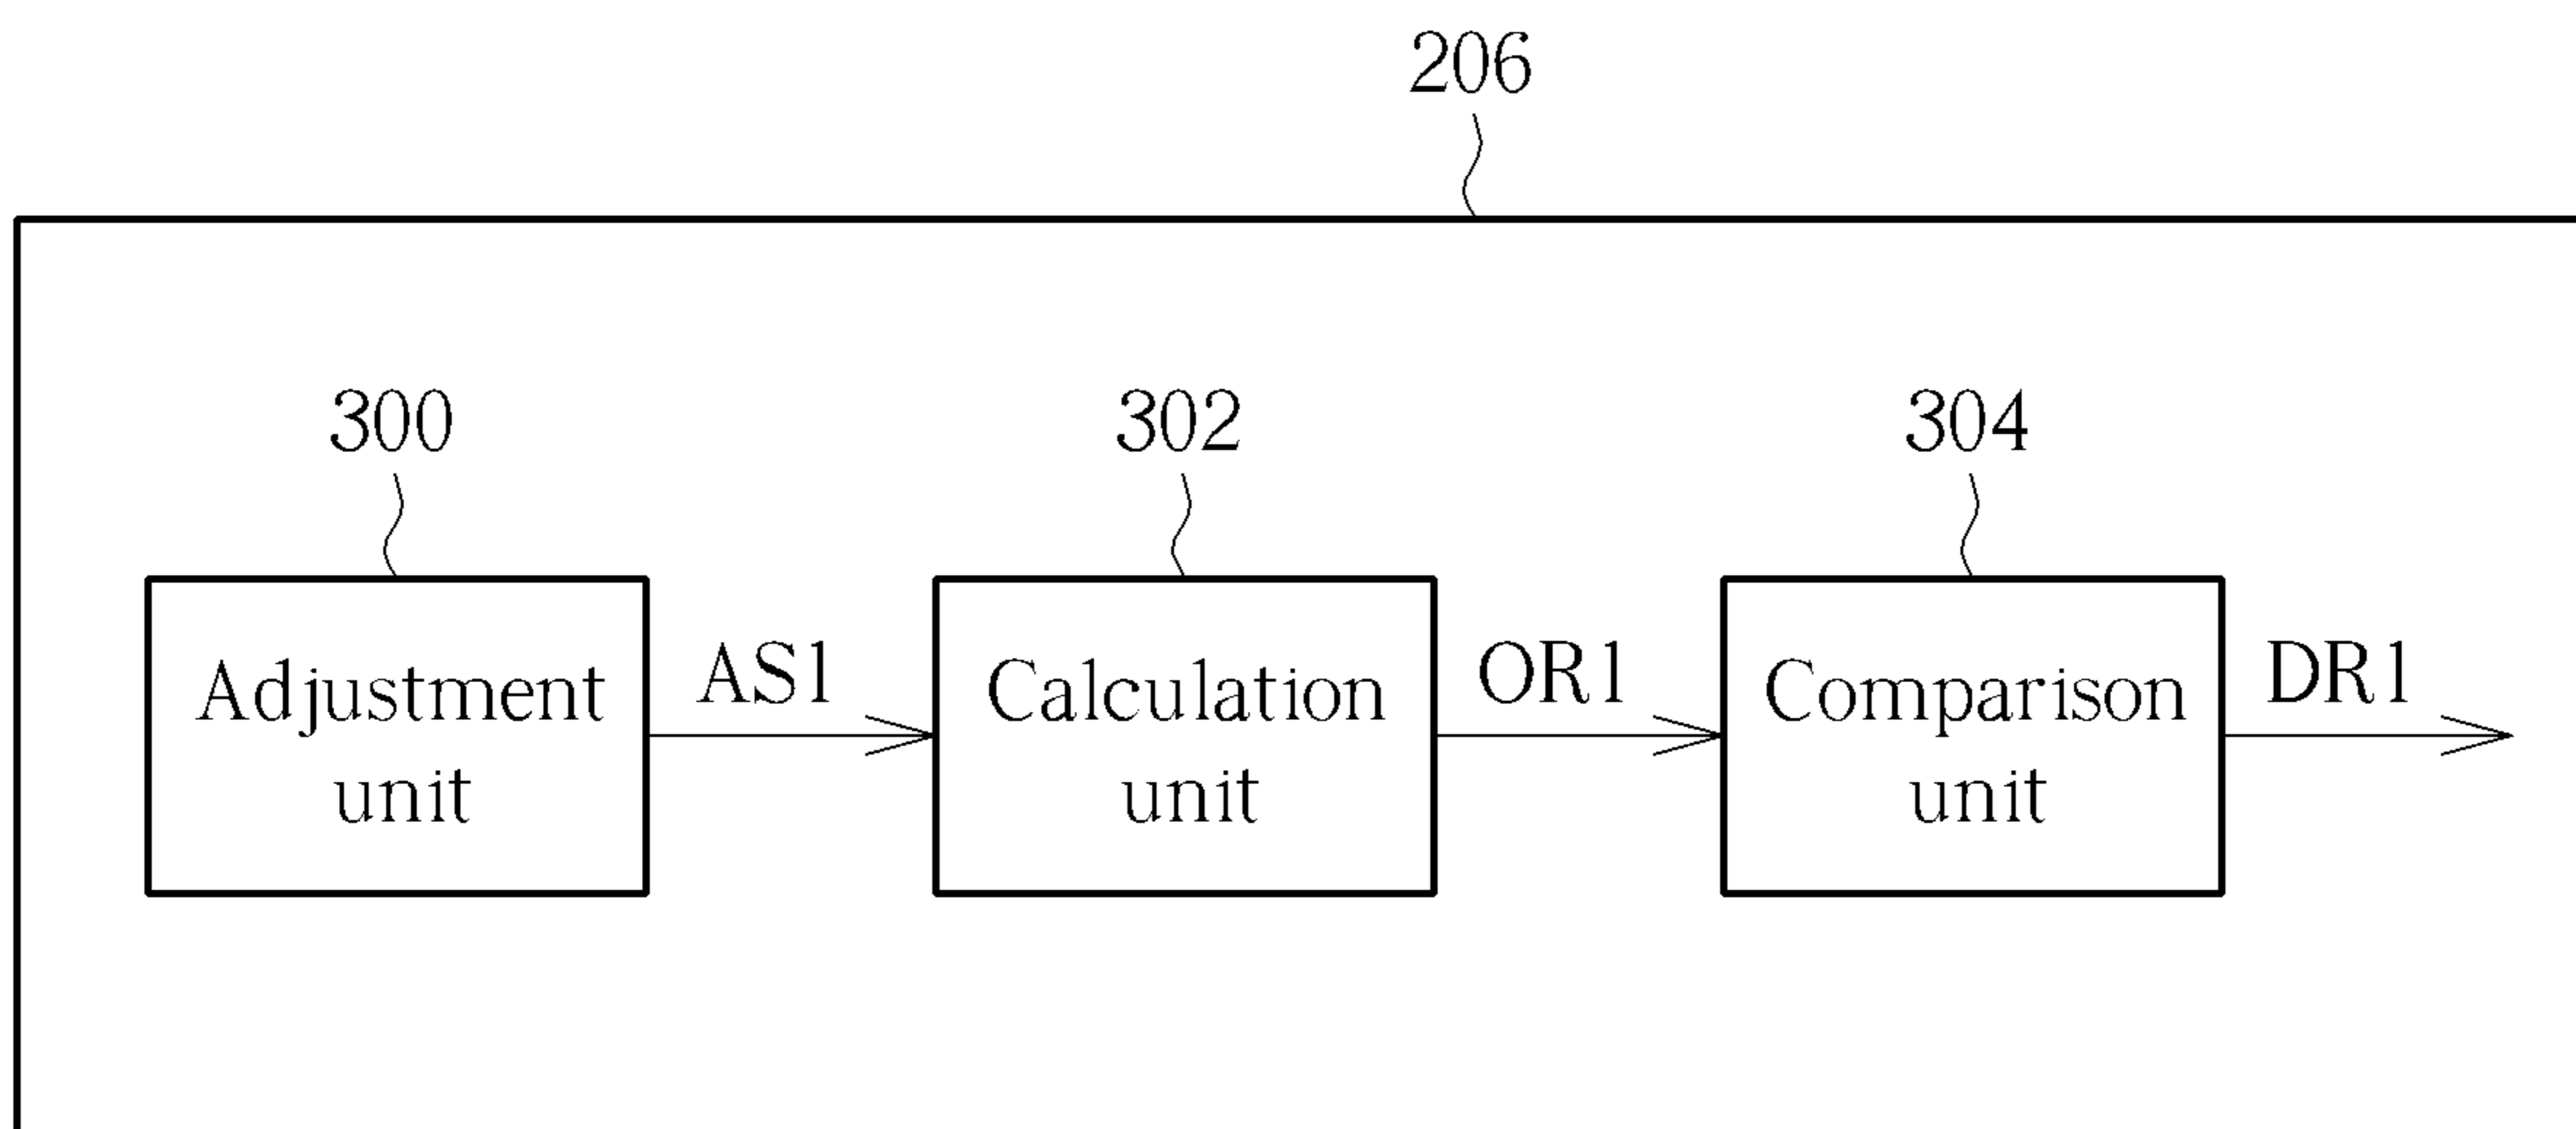 206
300
302
304
AS1
OR1
DR1
Adjustment
unit
Calculation
unit
Comparison
unit